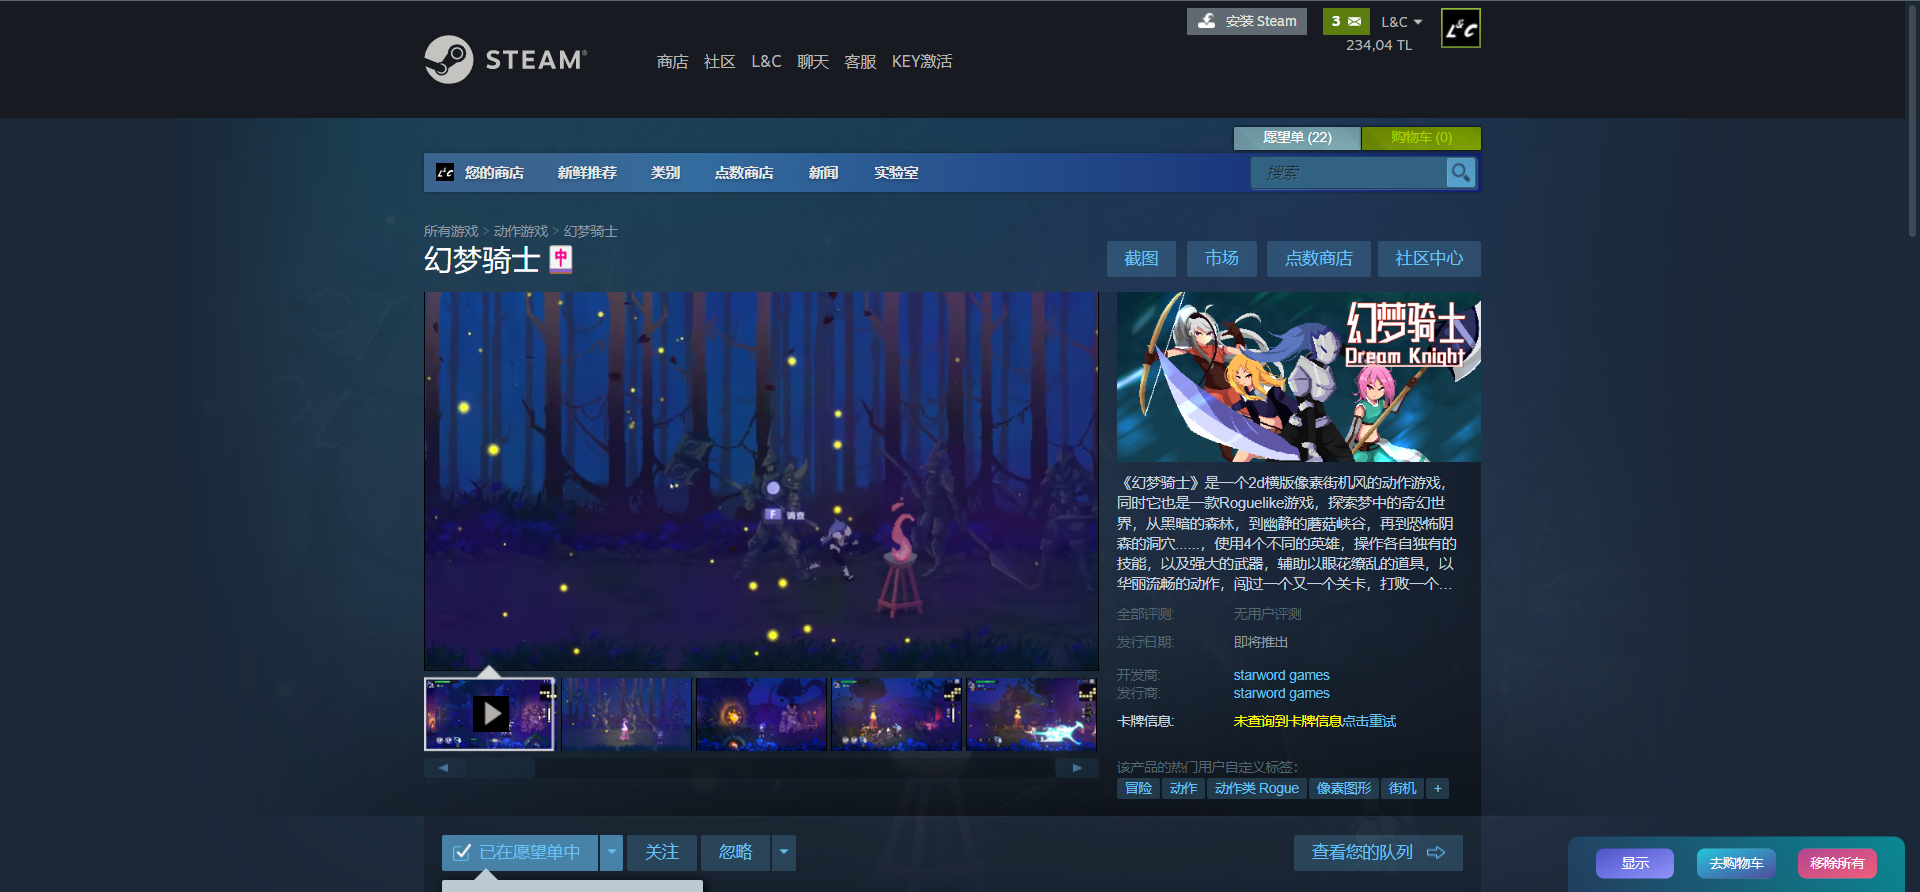 安装 Steam
3
L&C
234,04 TL
L&C
STEAM®
商店 社区 L&C 聊天 客服 KEY激活
愿望单 (22)
购物车 (0)
L&C
您的商店 新鲜推荐 类别 点数商店 新闻 实验室
搜索
所有游戏 > 动作游戏 > 幻梦骑士
幻梦骑士 中
截图 市场 点数商店 社区中心
F 调查
幻梦骑士
Dream Knight
《幻梦骑士》是一个2d横版像素街机风的动作游戏,
同时它也是一款Roguelike游戏，探索梦中的奇幻世
界，从黑暗的森林，到幽静的蘑菇峡谷，再到恐怖阴
森的洞穴......，使用4个不同的英雄，操作各自独有的
技能，以及强大的武器，辅助以眼花缭乱的道具，以
华丽流畅的动作，闯过一个又一个关卡，打败一个...
全部评测: 无用户评测
发行日期: 即将推出
开发商: starword games
发行商: starword games
卡牌信息: 未查询到卡牌信息点击重试
该产品的热门用户自定义标签：
冒险 动作 动作类 Rogue 像素图形 街机 +
已在愿望单中 关注 忽略
查看您的队列
显示 去购物车 移除所有